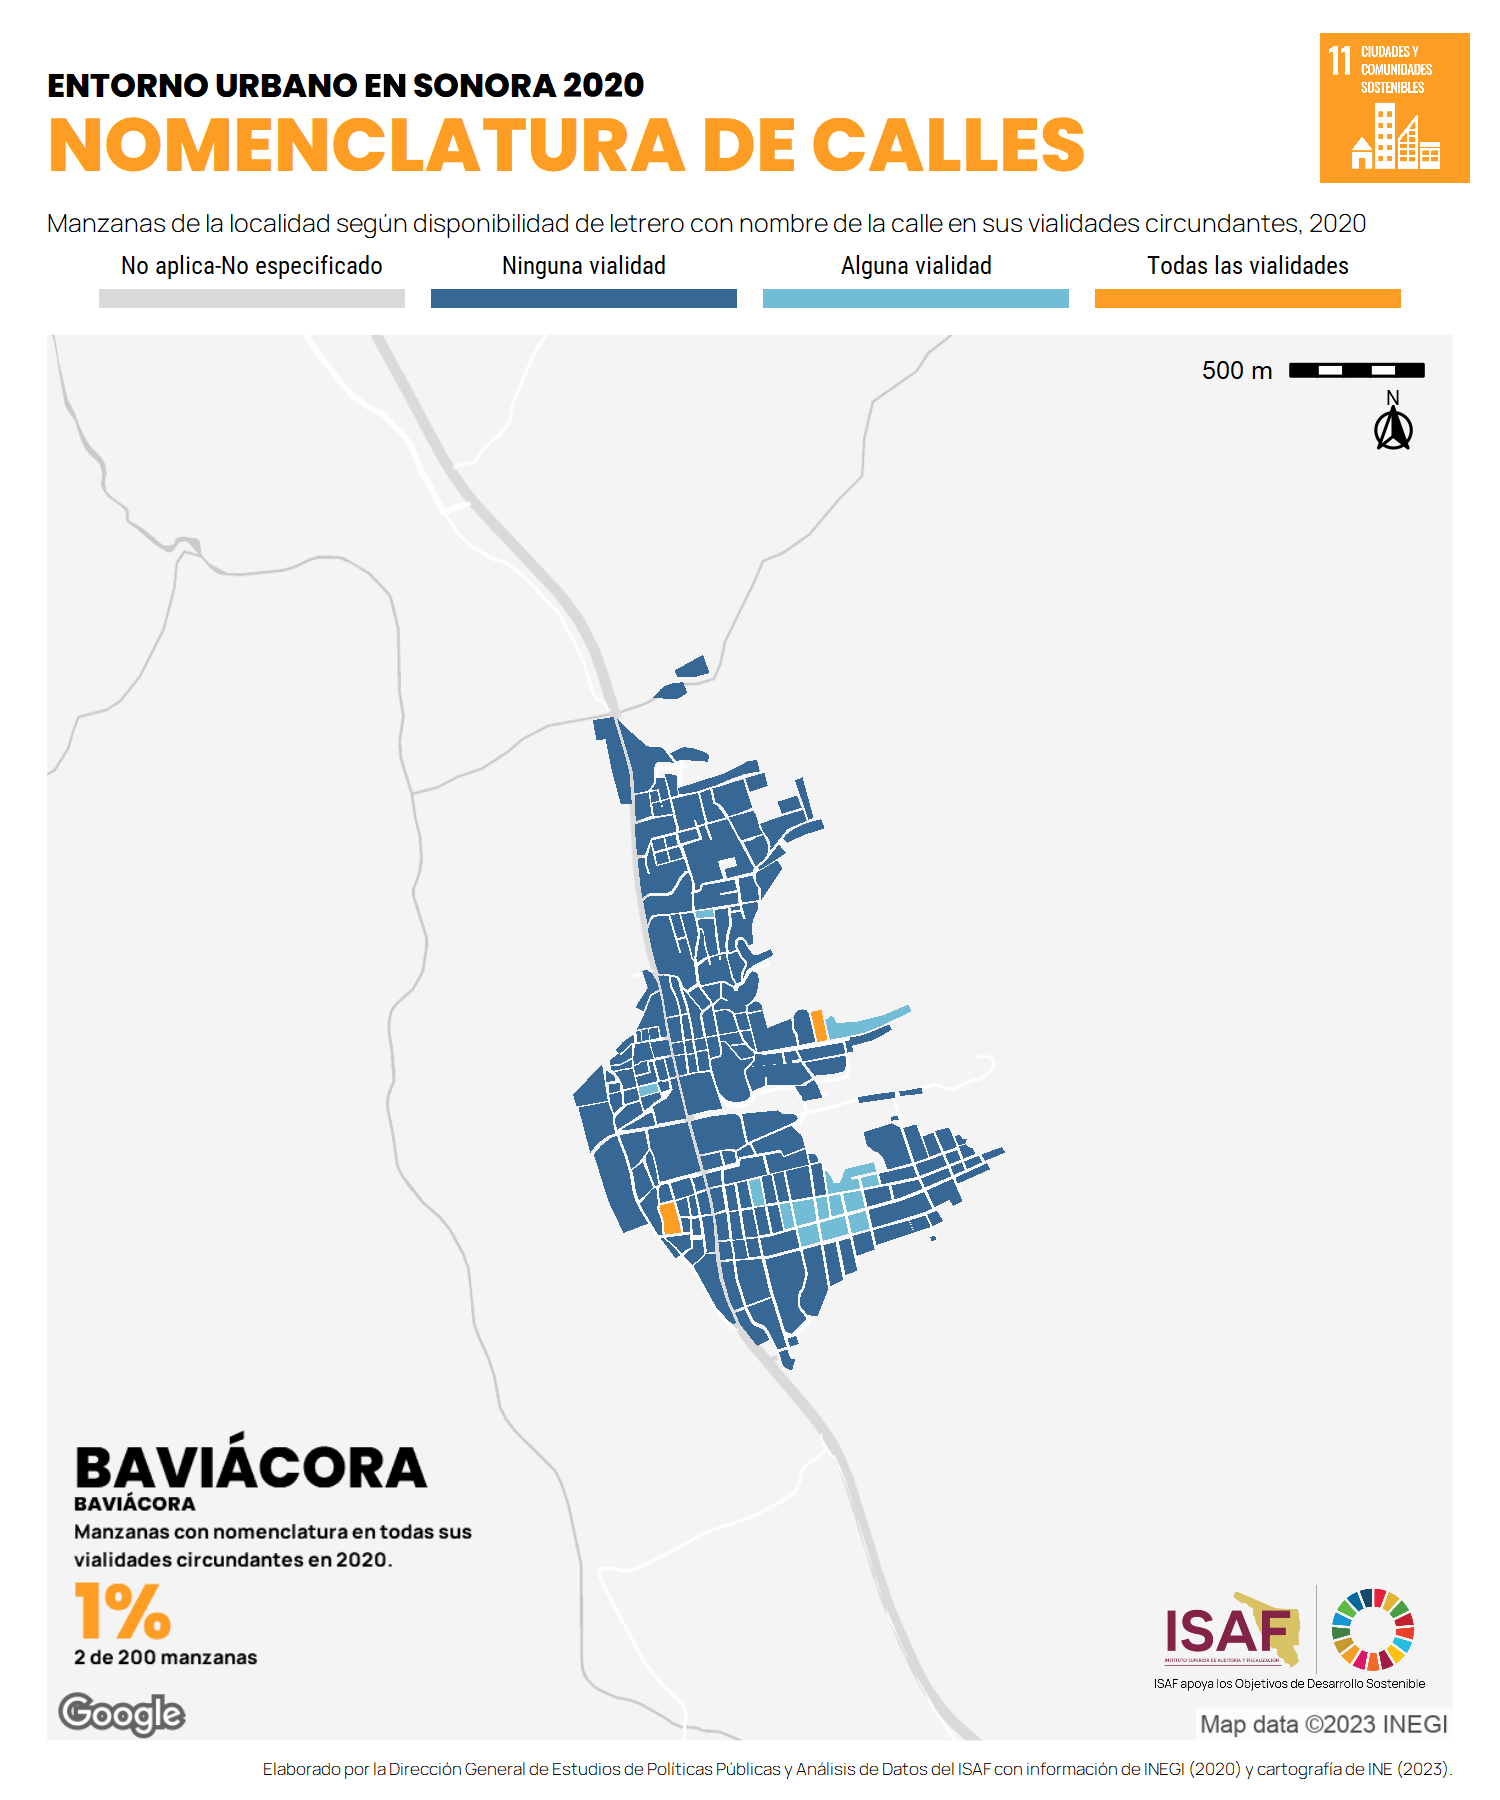 ENTORNO URBANO EN SONORA 2020
NOMENCLATURA DE CALLES
11 CIUDADES Y
COMUNIDADES
SOSTENIBLES
Manzanas de la localidad según disponibilidad de letrero con nombre de la calle en sus vialidades circundantes, 2020
No aplica-No especificado
Ninguna vialidad
Alguna vialidad
Todas las vialidades
500 m
N
BAVIÁCORA
BAVIÁCORA
Manzanas con nomenclatura en todas sus
vialidades circundantes en 2020.
1%
2 de 200 manzanas
Google
ISAF
INSTITUTO SUPERIOR DE AUDITORÍA Y FISCALIZACIÓN
ISAF apoya los Objetivos de Desarrollo Sostenible
Map data ©2023 INEGI
Elaborado por la Dirección General de Estudios de Políticas Públicas y Análisis de Datos del ISAF con información de INEGI (2020) y cartografía de INE (2023).